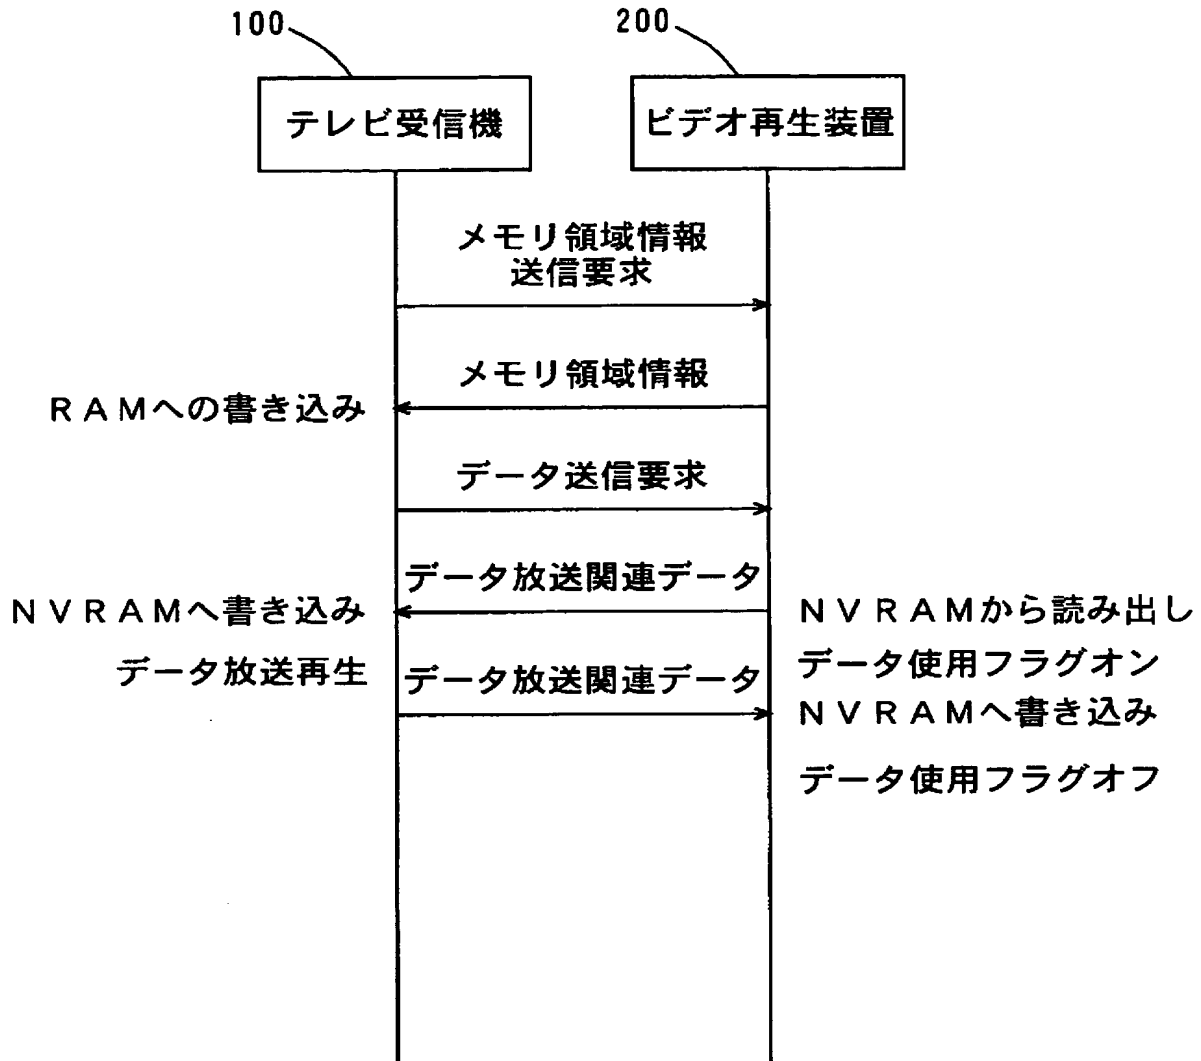 100
200
テレビ受信機
ビデオ再生装置
メモリ領域情報
送信要求
メモリ領域情報
ＲＡＭへの書き込み
データ送信要求
データ放送関連データ
ＮＶＲＡＭへ書き込み
ＮＶＲＡＭから読み出し
データ放送再生
データ放送関連データ
データ使用フラグオン
ＮＶＲＡＭへ書き込み
データ使用フラグオフ